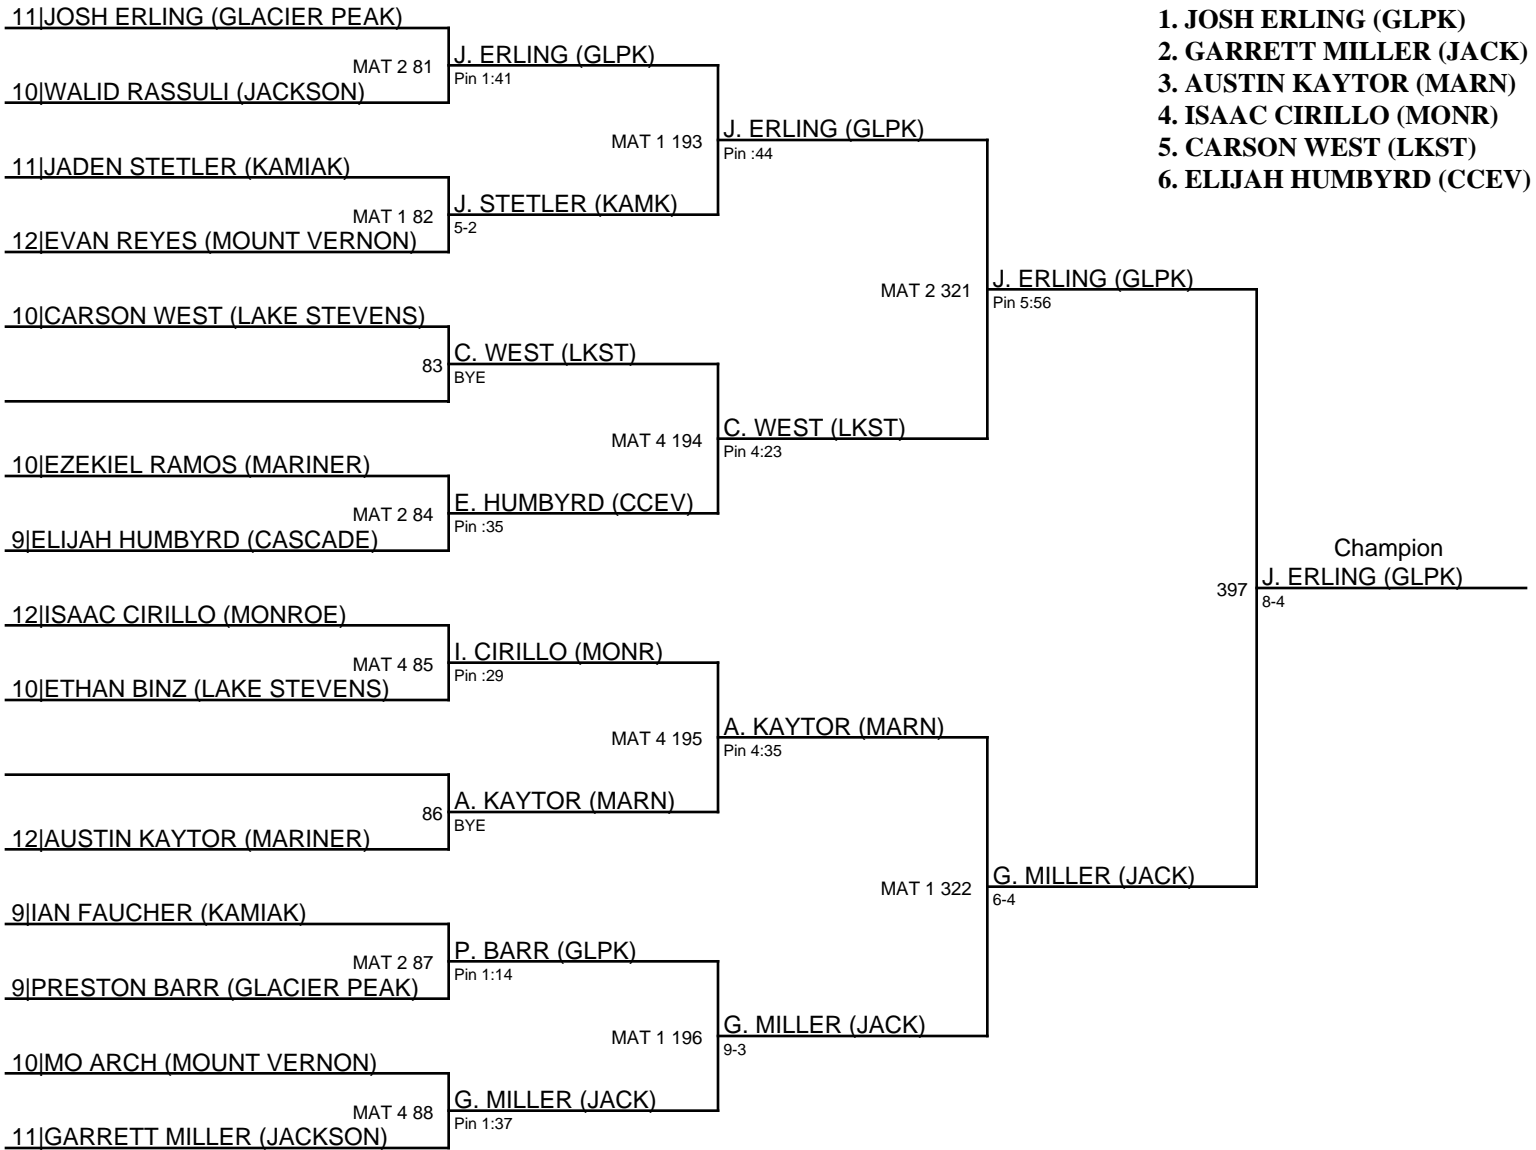 11|JOSH ERLING (GLACIER PEAK)
MAT 2 81
10|WALID RASSULI (JACKSON)
J. ERLING (GLPK)
Pin 1:41
11|JADEN STETLER (KAMIAK)
MAT 1 82
12|EVAN REYES (MOUNT VERNON)
J. STETLER (KAMK)
5-2
MAT 1 193
J. ERLING (GLPK)
Pin :44
10|CARSON WEST (LAKE STEVENS)
83
C. WEST (LKST)
BYE
10|EZEKIEL RAMOS (MARINER)
MAT 2 84
9|ELIJAH HUMBYRD (CASCADE)
E. HUMBYRD (CCEV)
Pin :35
MAT 4 194
C. WEST (LKST)
Pin 4:23
MAT 2 321
J. ERLING (GLPK)
Pin 5:56
12|ISAAC CIRILLO (MONROE)
MAT 4 85
10|ETHAN BINZ (LAKE STEVENS)
I. CIRILLO (MONR)
Pin :29
86
12|AUSTIN KAYTOR (MARINER)
A. KAYTOR (MARN)
BYE
MAT 4 195
A. KAYTOR (MARN)
Pin 4:35
9|IAN FAUCHER (KAMIAK)
MAT 2 87
9|PRESTON BARR (GLACIER PEAK)
P. BARR (GLPK)
Pin 1:14
10|MO ARCH (MOUNT VERNON)
MAT 4 88
11|GARRETT MILLER (JACKSON)
G. MILLER (JACK)
Pin 1:37
MAT 1 196
G. MILLER (JACK)
9-3
MAT 1 322
G. MILLER (JACK)
6-4
397
Champion
J. ERLING (GLPK)
8-4
1. JOSH ERLING (GLPK)
2. GARRETT MILLER (JACK)
3. AUSTIN KAYTOR (MARN)
4. ISAAC CIRILLO (MONR)
5. CARSON WEST (LKST)
6. ELIJAH HUMBYRD (CCEV)